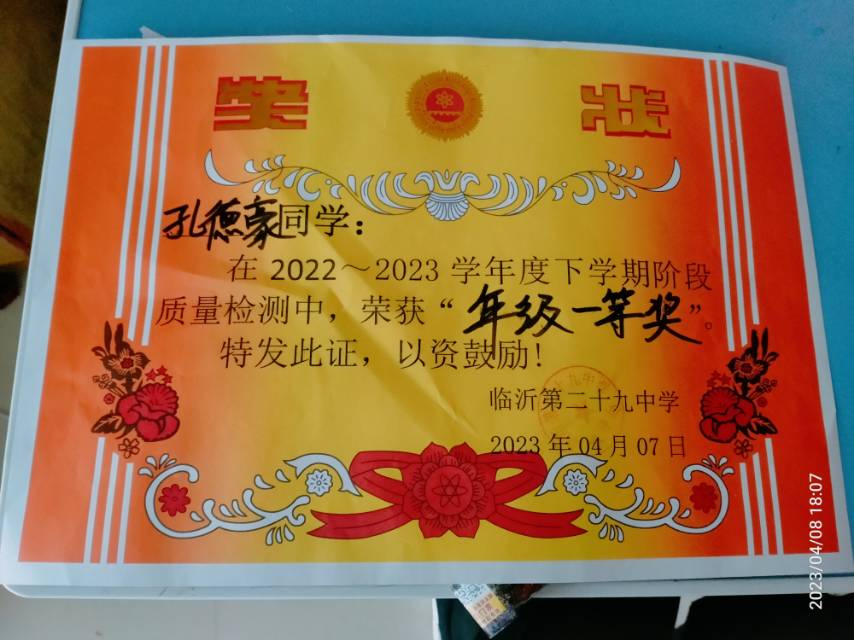 奖状
孔德豪同学：
在 2022～2023 学年度下学期阶段
质量检测中，荣获“年级一等奖”。
特发此证，以资鼓励！
临沂第二十九中学
2023 年 04 月 07 日
2023/04/08 18:07